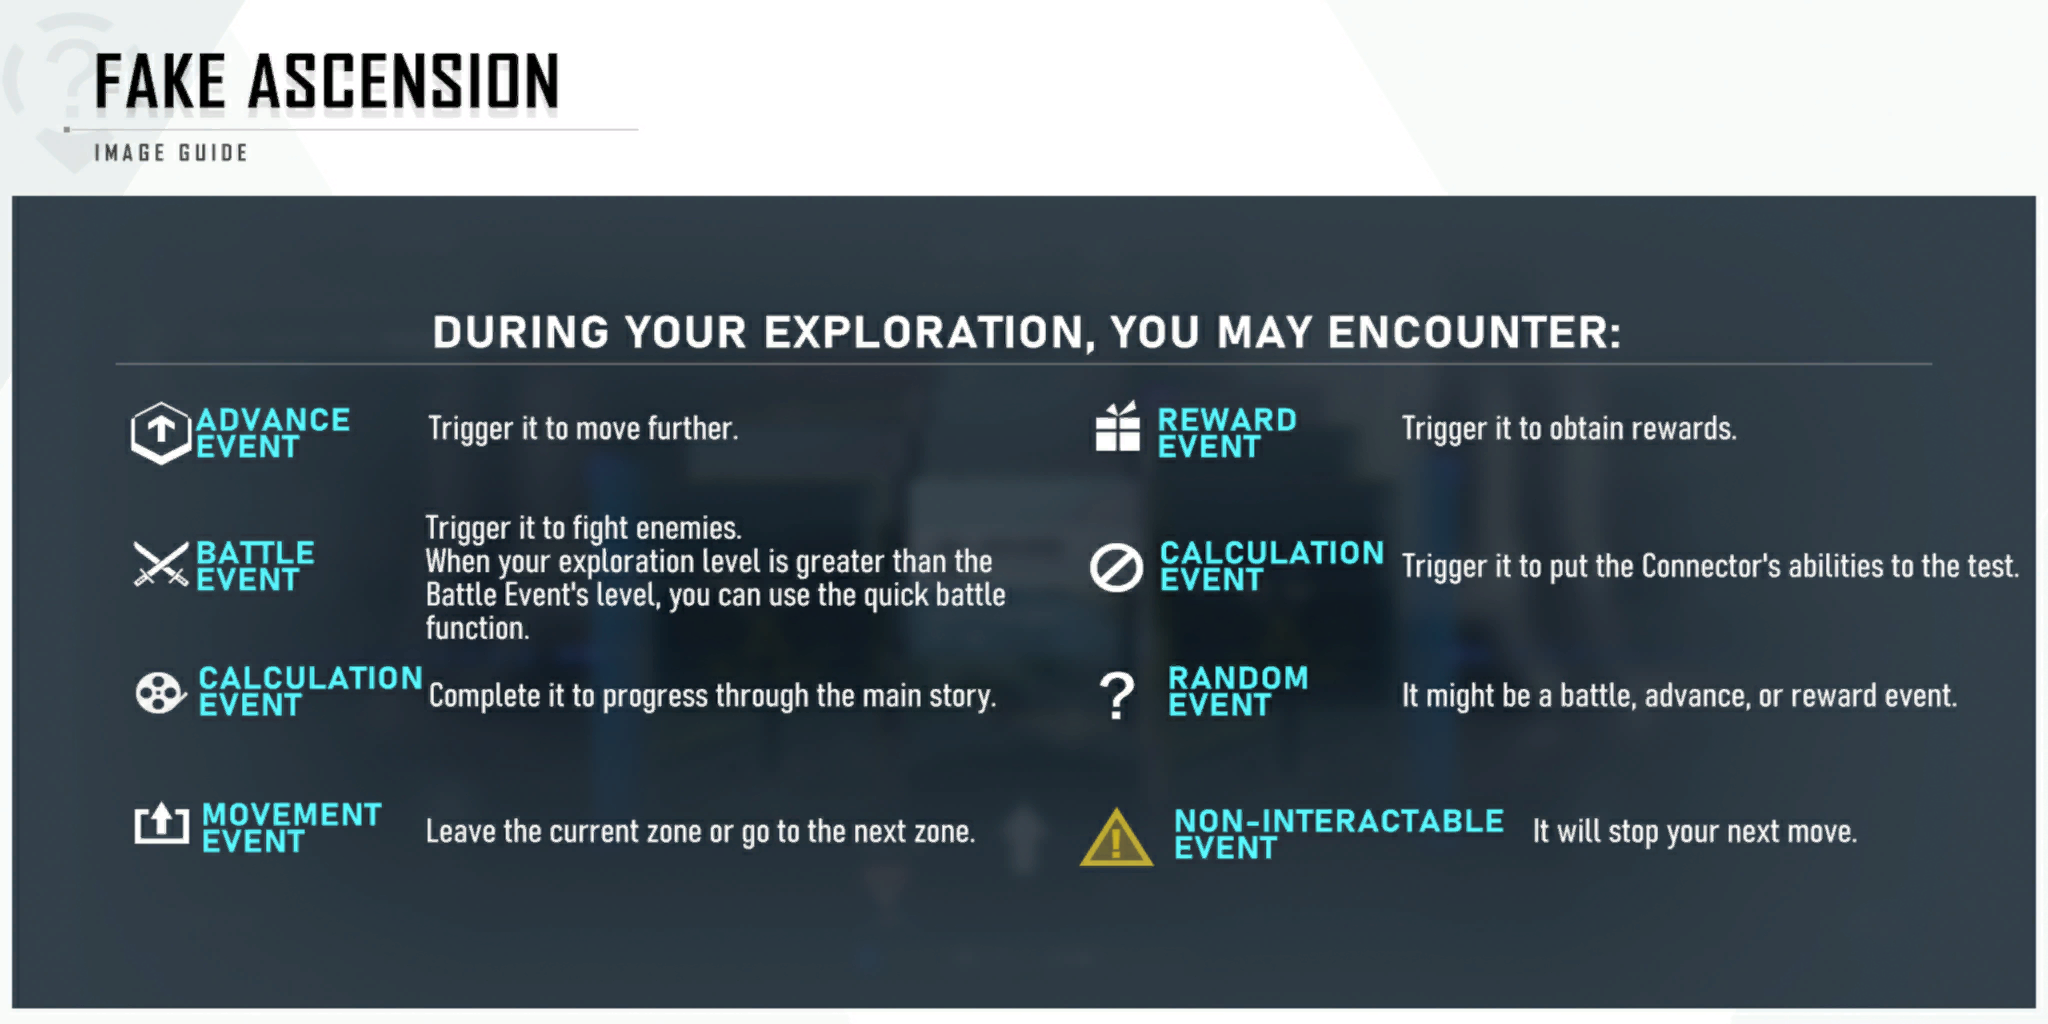 FAKE ASCENSION
IMAGE GUIDE
DURING YOUR EXPLORATION, YOU MAY ENCOUNTER:
ADVANCE
EVENT
Trigger it to move further.
BATTLE
EVENT
Trigger it to fight enemies.
When your exploration level is greater than the
Battle Event's level, you can use the quick battle
function.
CALCULATION
EVENT
Complete it to progress through the main story.
MOVEMENT
EVENT
Leave the current zone or go to the next zone.
REWARD
EVENT
Trigger it to obtain rewards.
CALCULATION
EVENT
Trigger it to put the Connector's abilities to the test.
?
RANDOM
EVENT
It might be a battle, advance, or reward event.
NON-INTERACTABLE
EVENT
It will stop your next move.